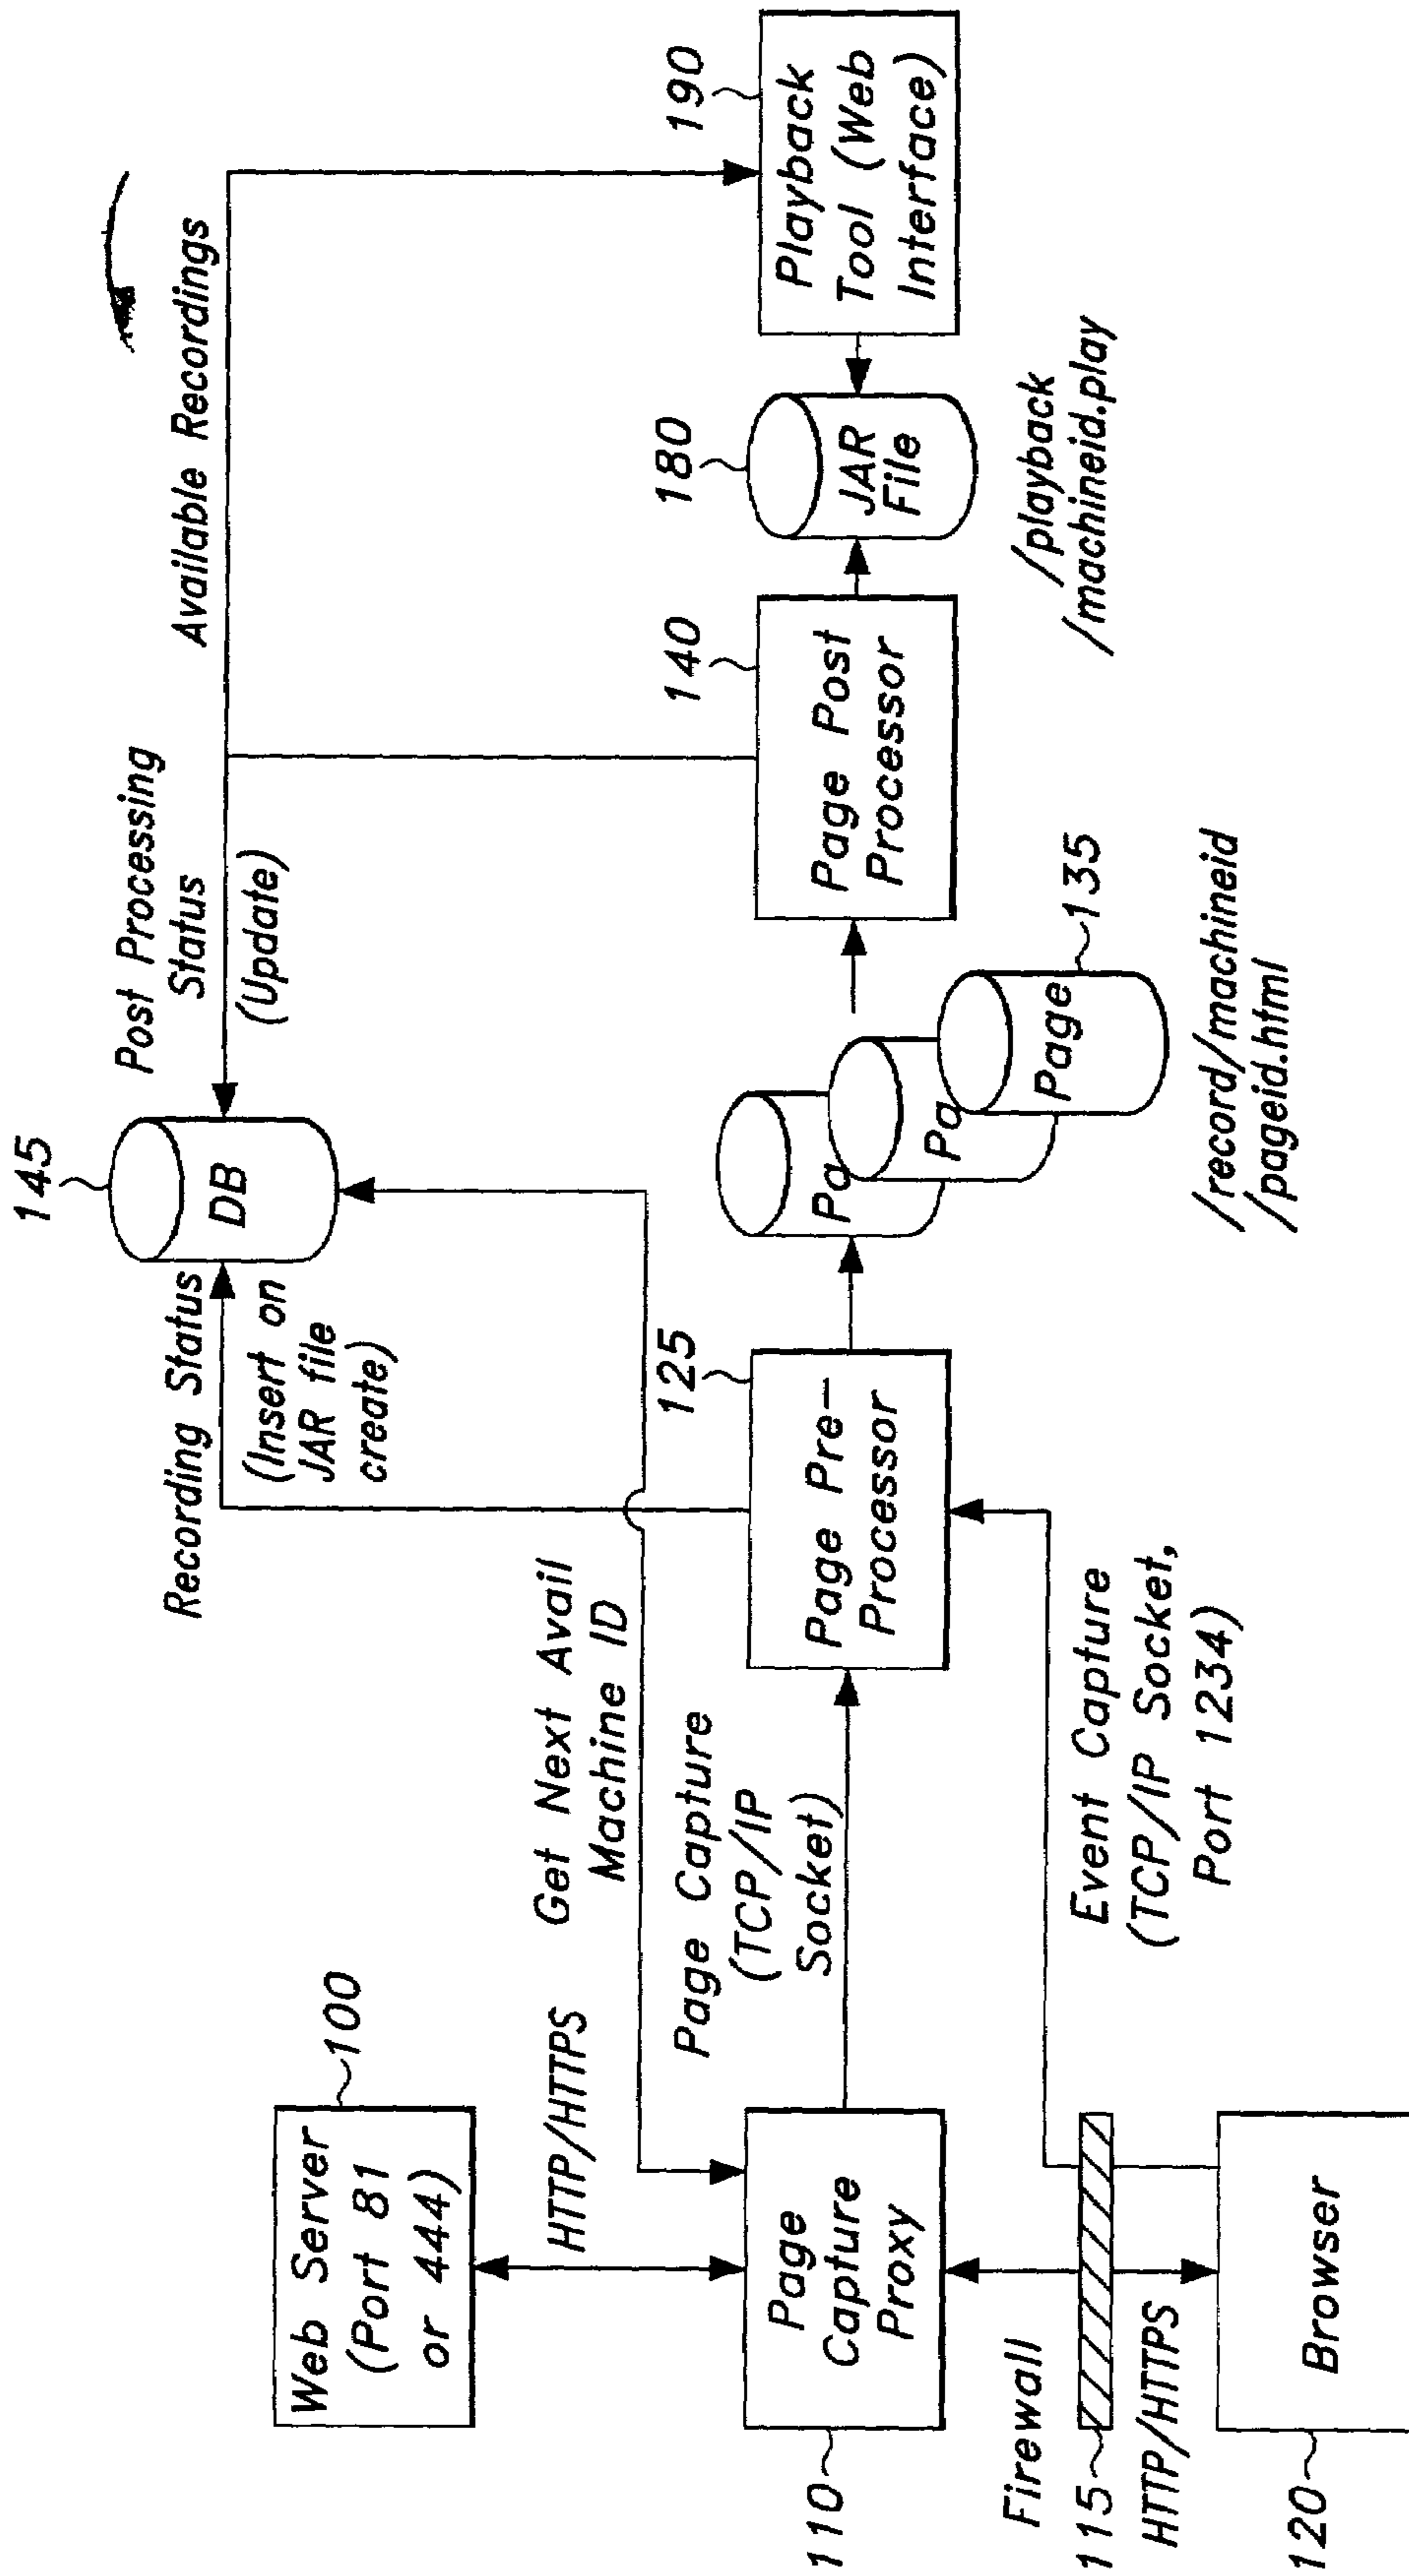 145
Post Processing
Status
(Update)
Available Recordings
DB
Recording Status
(Insert on
JAR file
create)
Web Server
(Port 81
or 444)
100
HTTP/HTTPS
Get Next Avail
Machine ID
Page Capture
(TCP/IP
Socket)
110
Page
Capture
Proxy
125
Page Pre-
Processor
Pa
Pa
Page
135
/record/machineid
/pageid.html
140
Page Post
Processor
180
JAR
File
/playback
/machineid.play
190
Playback
Tool (Web
Interface)
Firewall
115
HTTP/HTTPS
Event Capture
(TCP/IP Socket,
Port 1234)
120
Browser